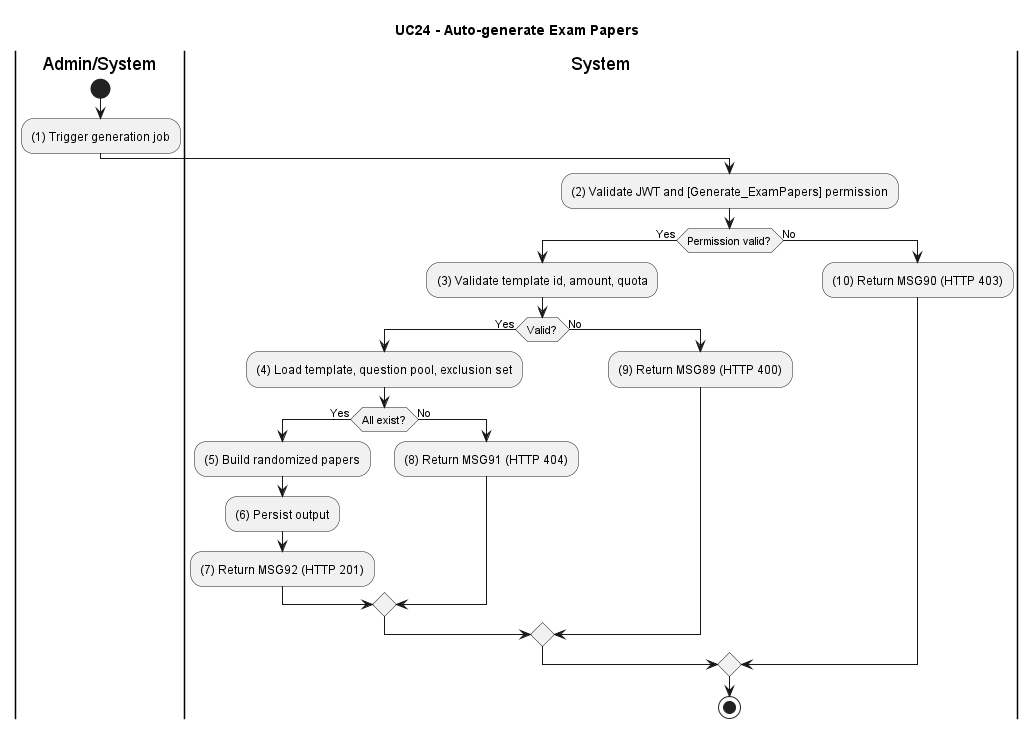 UC24 - Auto-generate Exam Papers
Admin/System
System
(1) Trigger generation job
(2) Validate JWT and [Generate_ExamPapers] permission
Yes
Permission valid?
No
(3) Validate template id, amount, quota
(10) Return MSG90 (HTTP 403)
Yes
Valid?
No
(4) Load template, question pool, exclusion set
(9) Return MSG89 (HTTP 400)
Yes
All exist?
No
(5) Build randomized papers
(8) Return MSG91 (HTTP 404)
(6) Persist output
(7) Return MSG92 (HTTP 201)